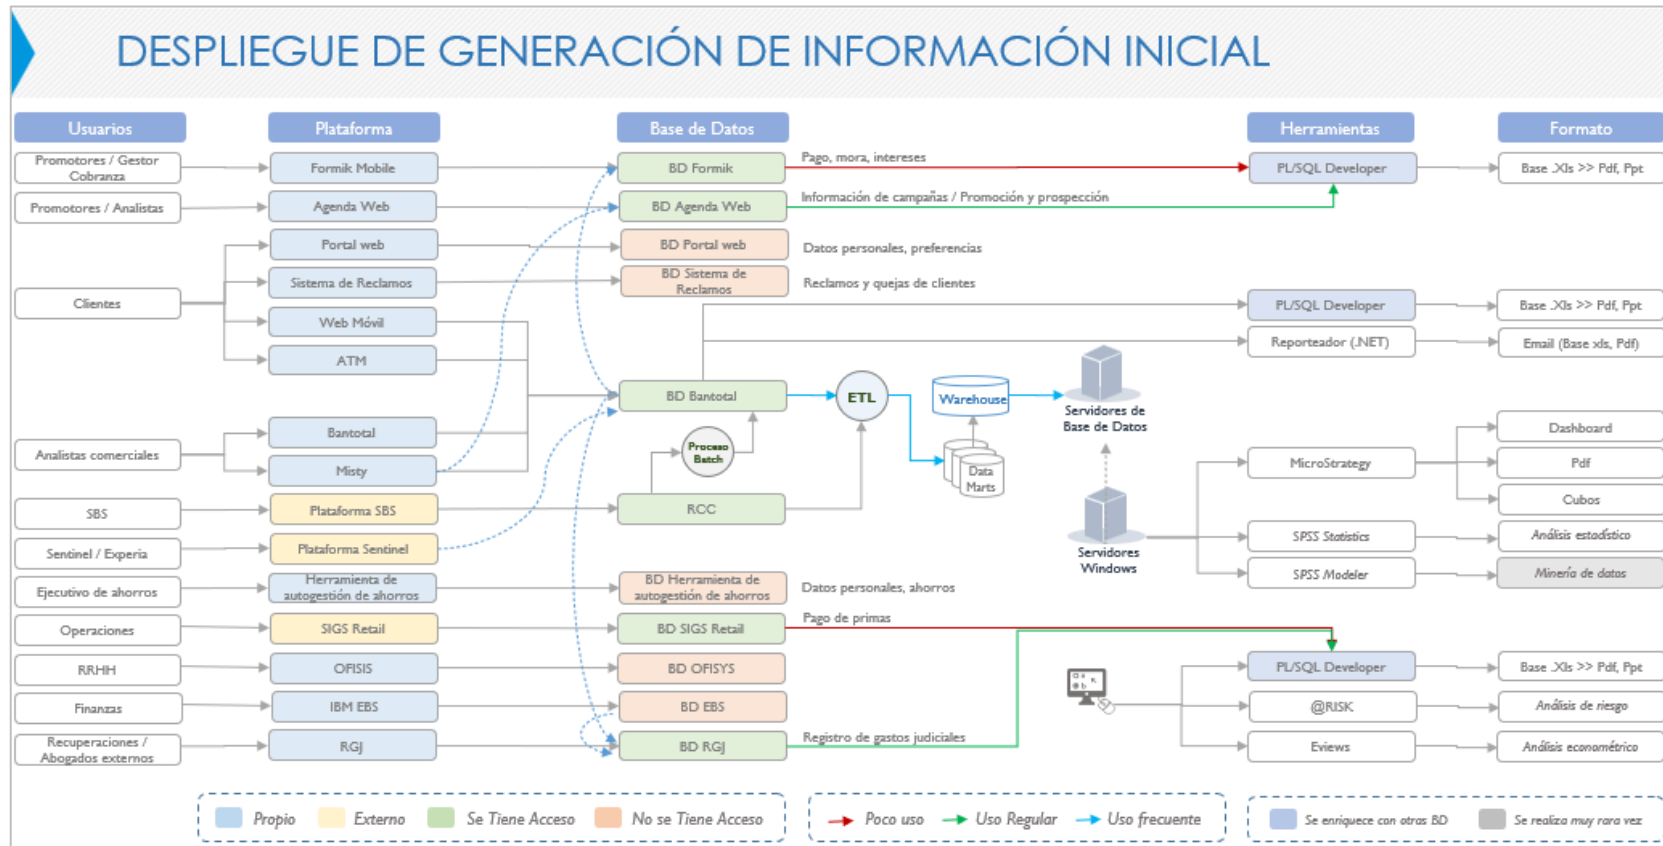 DESPLIEGUE DE GENERACIÓN DE INFORMACIÓN INICIAL
Usuarios
Plataforma
Base de Datos
Herramientas
Formato
Promotores / Gestor
Cobranza
Formik Mobile
BD Formik
Pago, mora, intereses
PL/SQL Developer
Base .Xls >> Pdf, Ppt
Promotores / Analistas
Agenda Web
BD Agenda Web
Información de campañas / Promoción y prospección
Portal web
BD Portal web
Datos personales, preferencias
Clientes
Sistema de Reclamos
BD Sistema de
Reclamos
Reclamos y quejas de clientes
Web Móvil
PL/SQL Developer
Base .Xls >> Pdf, Ppt
ATM
Reporteador (.NET)
Email (Base xls, Pdf)
BD Bantotal
ETL
Warehouse
Servidores de
Base de Datos
Analistas comerciales
Bantotal
Misty
Proceso
Batch
Data
Marts
MicroStrategy
Dashboard
Pdf
Cubos
SBS
Plataforma SBS
RCC
Sentinel / Experia
Plataforma Sentinel
Servidores
Windows
SPSS Statistics
Análisis estadístico
SPSS Modeler
Minería de datos
Ejecutivo de ahorros
Herramienta de
autogestión de ahorros
BD Herramienta de
autogestión de ahorros
Datos personales, ahorros
Operaciones
SIGS Retail
BD SIGS Retail
Pago de primas
RRHH
OFISIS
BD OFISYS
PL/SQL Developer
Base .Xls >> Pdf, Ppt
Finanzas
IBM EBS
BD EBS
@RISK
Análisis de riesgo
Recuperaciones /
Abogados externos
RGJ
BD RGJ
Registro de gastos judiciales
Eviews
Análisis econométrico
Propio
Externo
Se Tiene Acceso
No se Tiene Acceso
Poco uso
Uso Regular
Uso frecuente
Se enriquece con otras BD
Se realiza muy rara vez